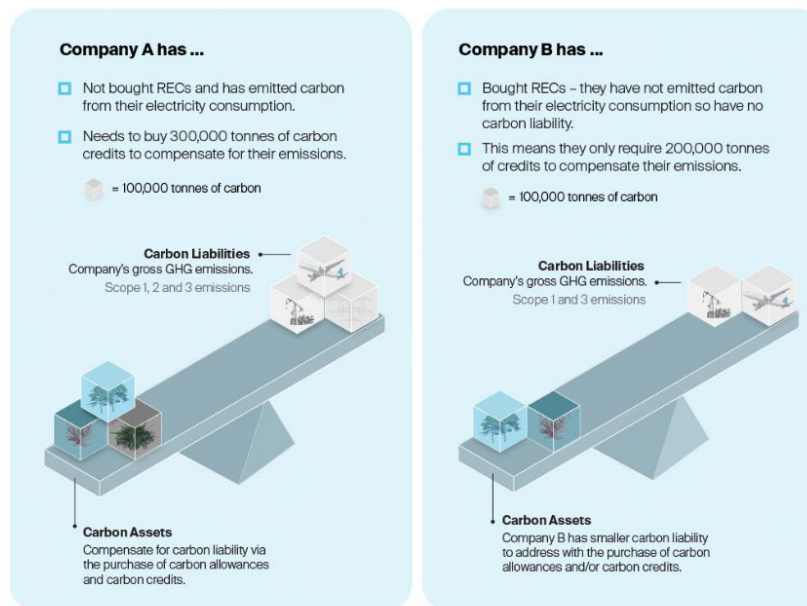 Company A has ...
Not bought RECs and has emitted carbon
from their electricity consumption.
Needs to buy 300,000 tonnes of carbon
credits to compensate for their emissions.
= 100,000 tonnes of carbon
Carbon Liabilities
Company's gross GHG emissions.
Scope 1, 2 and 3 emissions
Carbon Assets
Compensate for carbon liability via
the purchase of carbon allowances
and carbon credits.
Company B has ...
Bought RECs – they have not emitted carbon
from their electricity consumption so have no
carbon liability.
This means they only require 200,000 tonnes
of credits to compensate their emissions.
= 100,000 tonnes of carbon
Carbon Liabilities
Company's gross GHG emissions.
Scope 1 and 3 emissions
Carbon Assets
Company B has smaller carbon liability
to address with the purchase of carbon
allowances and/or carbon credits.